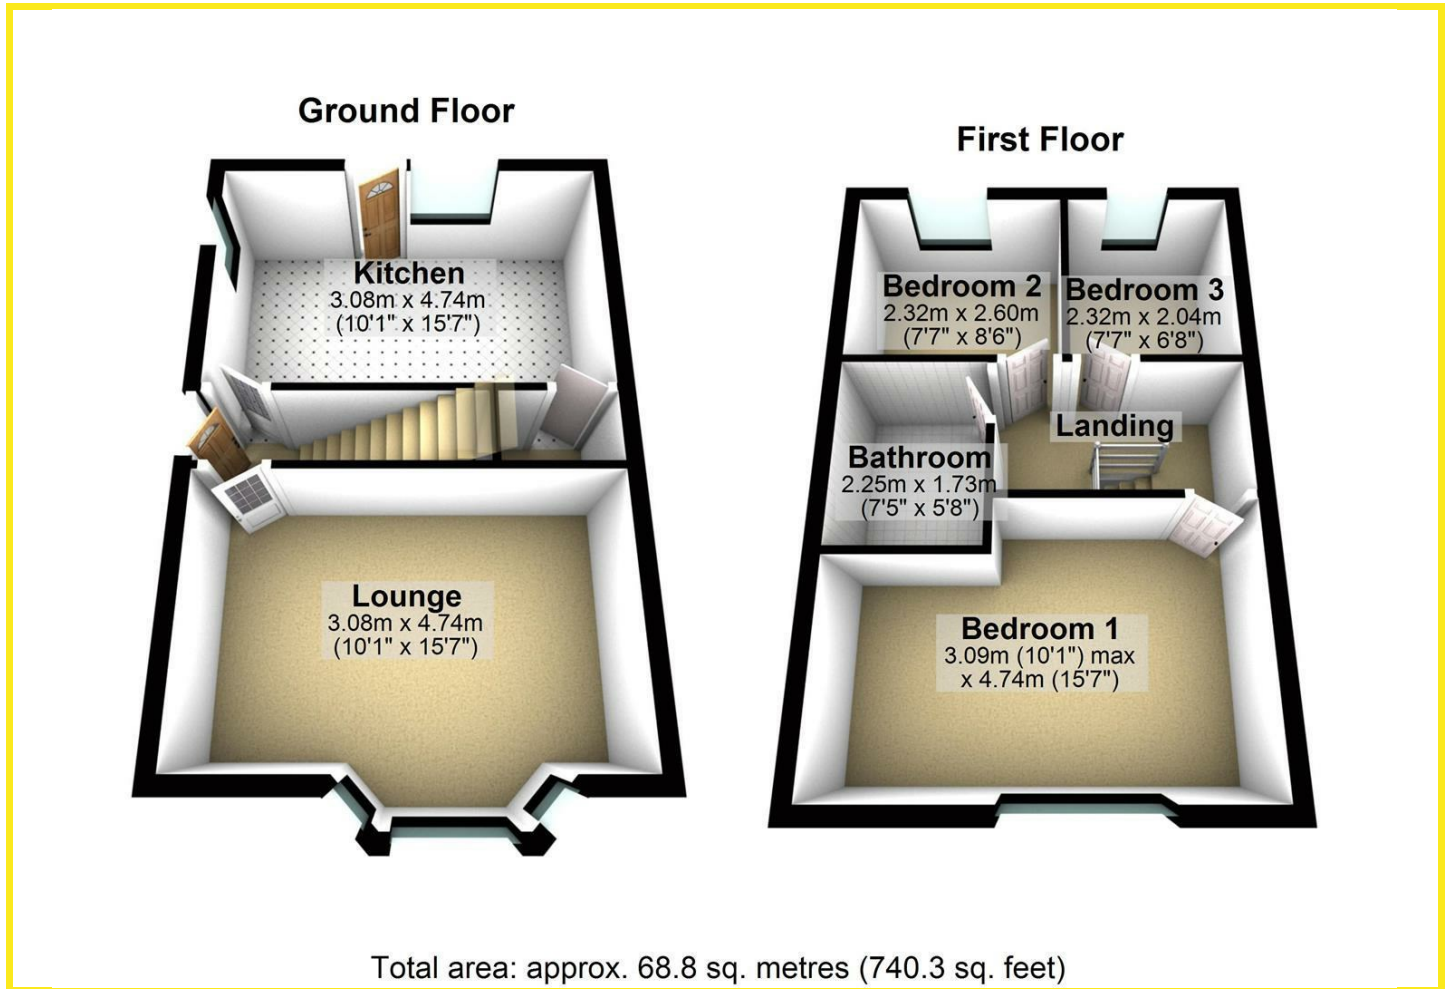 Ground Floor
Kitchen
3.08m x 4.74m
(10'1" x 15'7")
Lounge
3.08m x 4.74m
(10'1" x 15'7")
First Floor
Bedroom 2
2.32m x 2.60m
(7'7" x 8'6")
Bedroom 3
2.32m x 2.04m
(7'7" x 6'8")
Landing
Bathroom
2.25m x 1.73m
(7'5" x 5'8")
Bedroom 1
3.09m (10'1") max
x 4.74m (15'7")
Total area: approx. 68.8 sq. metres (740.3 sq. feet)